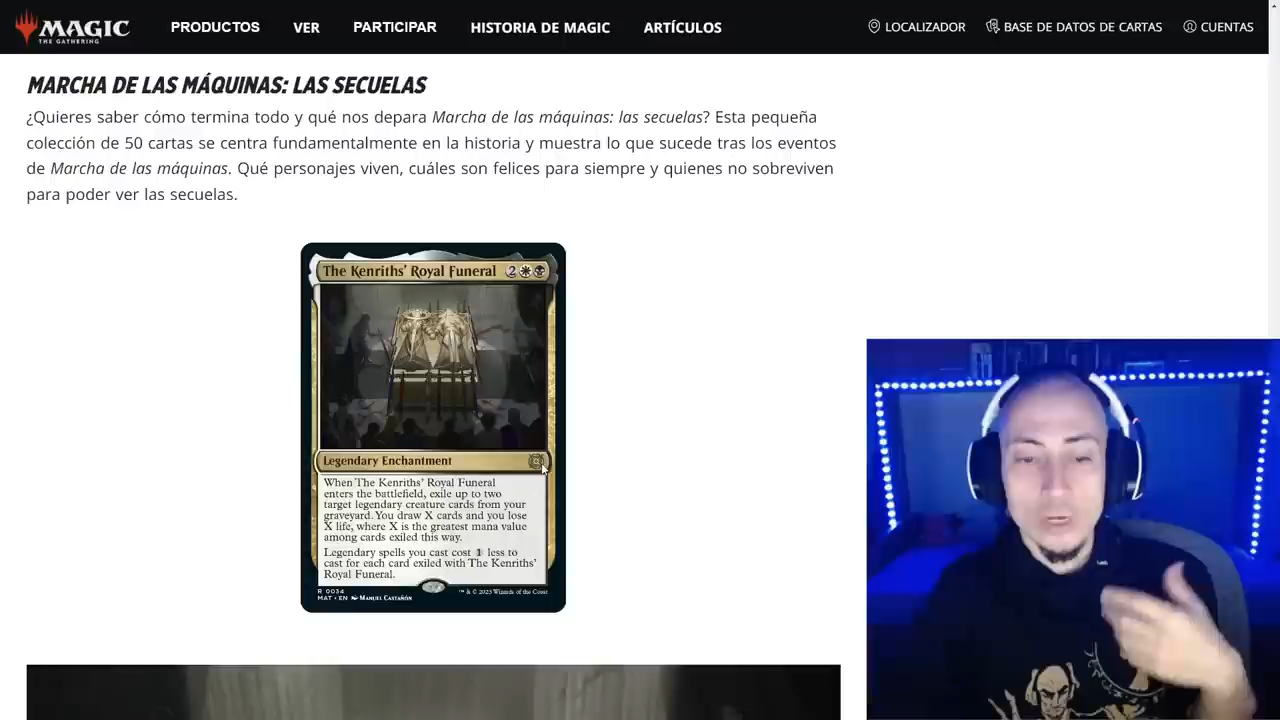 MAGIC
THE GATHERING
PRODUCTOS
VER
PARTICIPAR
HISTORIA DE MAGIC
ARTÍCULOS
LOCALIZADOR
BASE DE DATOS DE CARTAS
CUENTAS
MARCHA DE LAS MÁQUINAS: LAS SECUELAS
¿Quieres saber cómo termina todo y qué nos depara Marcha de las máquinas: las secuelas? Esta pequeña
colección de 50 cartas se centra fundamentalmente en la historia y muestra lo que sucede tras los eventos
de Marcha de las máquinas. Qué personajes viven, cuáles son felices para siempre y quienes no sobreviven
para poder ver las secuelas.
The Kenriths' Royal Funeral 2
Legendary Enchantment
When The Kenriths' Royal Funeral
enters the battlefield, exile up to two
target legendary creature cards from your
graveyard. You draw X cards and you lose
X life, where X is the greatest mana value
among cards exiled this way.
Legendary spells you cast cost 1 less to
cast for each card exiled with The Kenriths'
Royal Funeral.
R 0034
MAT • EN MANUEL CASTAÑÓN
™ & © 2023 Wizards of the Coast